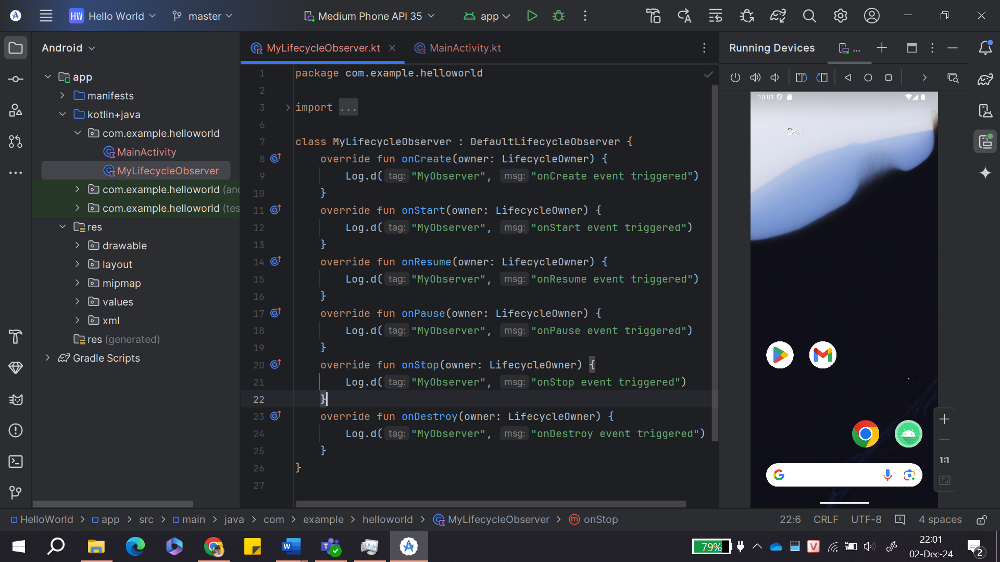 HW Hello World master Medium Phone API 35 app
Android
MyLifecycleObserver.kt MainActivity.kt
Running Devices ...
app
manifests
kotlin+java
com.example.helloworld
MainActivity
MyLifecycleObserver
com.example.helloworld (and
com.example.helloworld (tes
res
drawable
layout
mipmap
values
xml
res (generated)
Gradle Scripts
1 package com.example.helloworld
2
3 import ...
6
7 class MyLifecycleObserver : DefaultLifecycleObserver {
8 override fun onCreate(owner: LifecycleOwner) {
9 Log.d( tag: "MyObserver", msg: "onCreate event triggered")
10 }
11 override fun onStart(owner: LifecycleOwner) {
12 Log.d( tag: "MyObserver", msg: "onStart event triggered")
13 }
14 override fun onResume(owner: LifecycleOwner) {
15 Log.d( tag: "MyObserver", msg: "onResume event triggered")
16 }
17 override fun onPause(owner: LifecycleOwner) {
18 Log.d( tag: "MyObserver", msg: "onPause event triggered")
19 }
20 override fun onStop(owner: LifecycleOwner) {
21 Log.d( tag: "MyObserver", msg: "onStop event triggered")
22 }
23 override fun onDestroy(owner: LifecycleOwner) {
24 Log.d( tag: "MyObserver", msg: "onDestroy event triggered")
25 }
26 }
27
10:01
Dec
1:1
HelloWorld > app > src > main > java > com > example > helloworld > MyLifecycleObserver > onStop
22:6 CRLF UTF-8 4 spaces
79%
22:01
02-Dec-24
2